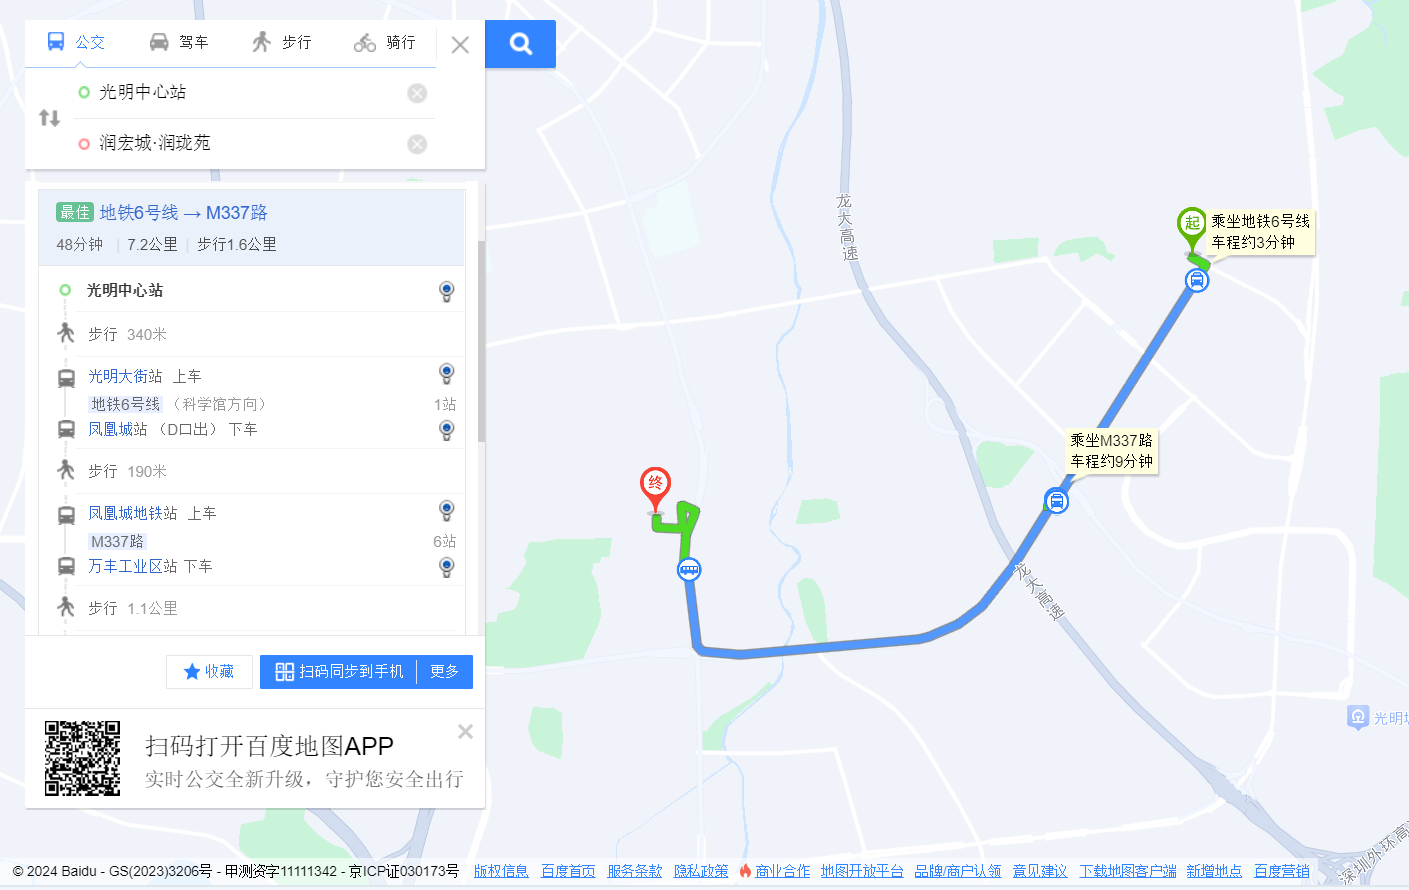 公交
驾车
步行
骑行
光明中心站
润宏城·润珑苑
最佳 地铁6号线 → M337路
48分钟 | 7.2公里 | 步行1.6公里
光明中心站
步行 340米
光明大街站 上车
地铁6号线 （科学馆方向） 1站
凤凰城站 （D口出） 下车
步行 190米
凤凰城地铁站 上车
M337路 6站
万丰工业区站 下车
步行 1.1公里
收藏
扫码同步到手机 | 更多
扫码打开百度地图APP
实时公交全新升级，守护您安全出行
龙大高速
起
乘坐地铁6号线
车程约3分钟
乘坐M337路
车程约9分钟
终
龙大高速
光明城
深圳外环高速
© 2024 Baidu - GS(2023)3206号 - 甲测资字11111342 - 京ICP证030173号 版权信息 百度首页 服务条款 隐私政策 商业合作 地图开放平台 品牌/商户认领 意见建议 下载地图客户端 新增地点 百度营销